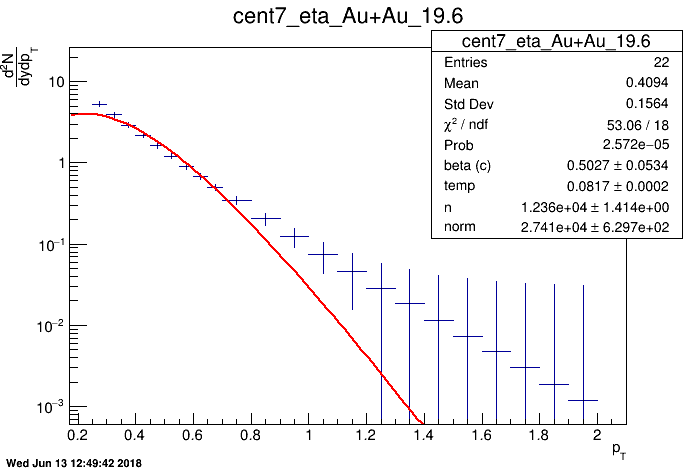 cent7_eta_Au+Au_19.6
cent7_eta_Au+Au_19.6
Entries 22
Mean 0.4094
Std Dev 0.1564
χ² / ndf 53.06 / 18
Prob 2.572e−05
beta (c) 0.5027 ± 0.0534
temp 0.0817 ± 0.0002
n 1.236e+04 ± 1.414e+00
norm 2.741e+04 ± 6.297e+02
d²N
dydp_T
10
1
10⁻¹
10⁻²
10⁻³
0.2 0.4 0.6 0.8 1 1.2 1.4 1.6 1.8 2
p_T
Wed Jun 13 12:49:42 2018